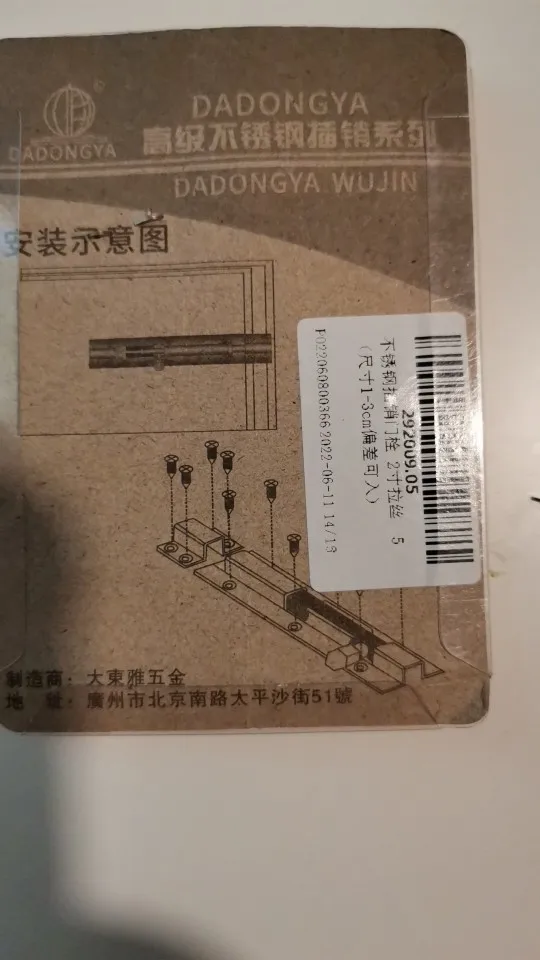 DADONGYA
DADONGYA
高级不锈钢插销系列
DADONGYA WUJIN
安装示意图
292009.05
不锈钢插销门栓 2寸拉丝 5
(尺寸1-3cm偏差可入)
P022060800366 2022-06-11 14/18
制造商:大東雅五金
地 址:廣州市北京南路太平沙街51號